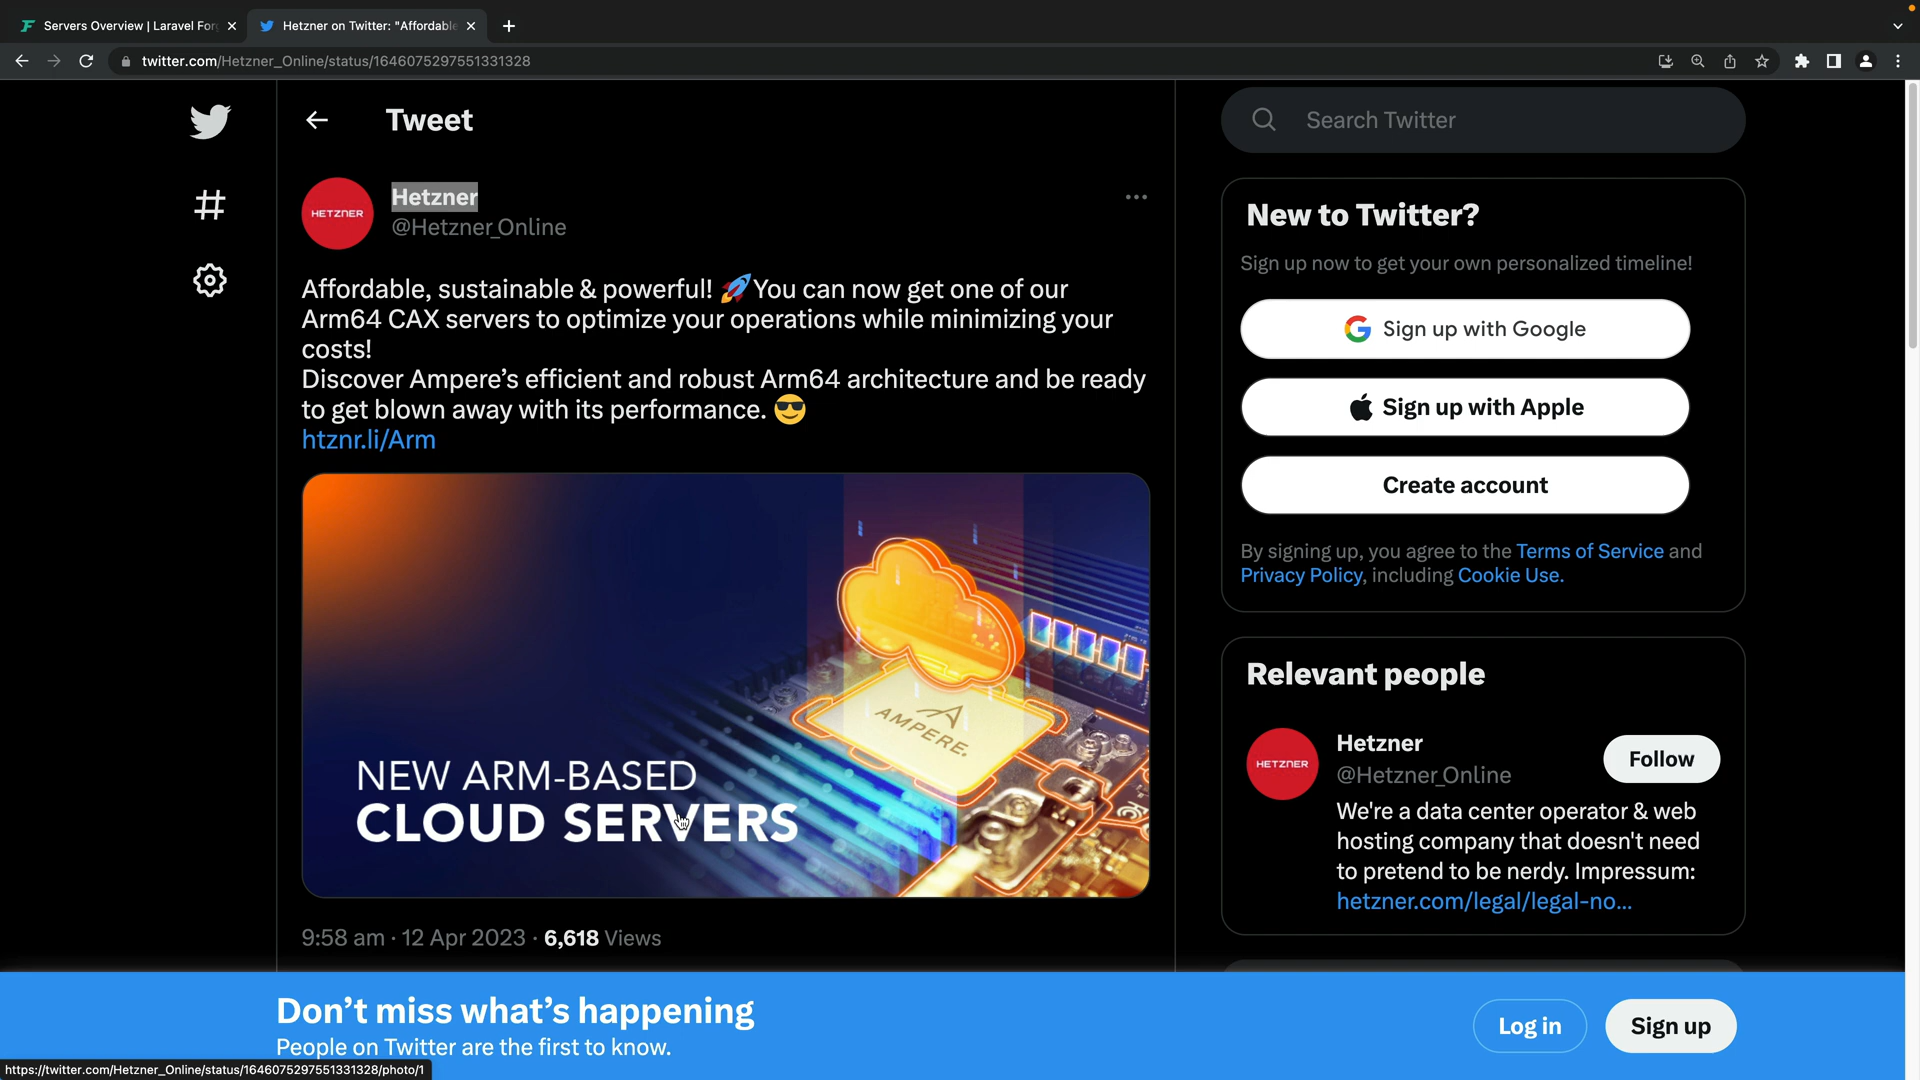 Servers Overview | Laravel For
Hetzner on Twitter: "Affordable
twitter.com/Hetzner_Online/status/1646075297551331328
Tweet
Search Twitter
HETZNER
Hetzner
@Hetzner_Online
Affordable, sustainable & powerful! 🚀You can now get one of our
Arm64 CAX servers to optimize your operations while minimizing your
costs!
Discover Ampere’s efficient and robust Arm64 architecture and be ready
to get blown away with its performance. 😎
htznr.li/Arm
AMPERE.
NEW ARM-BASED
CLOUD SERVERS
9:58 am · 12 Apr 2023 · 6,618 Views
New to Twitter?
Sign up now to get your own personalized timeline!
Sign up with Google
Sign up with Apple
Create account
By signing up, you agree to the Terms of Service and
Privacy Policy, including Cookie Use.
Relevant people
HETZNER
Hetzner
@Hetzner_Online
Follow
We're a data center operator & web
hosting company that doesn't need
to pretend to be nerdy. Impressum:
hetzner.com/legal/legal-no…
Don’t miss what’s happening
People on Twitter are the first to know.
Log in
Sign up
https://twitter.com/Hetzner_Online/status/1646075297551331328/photo/1